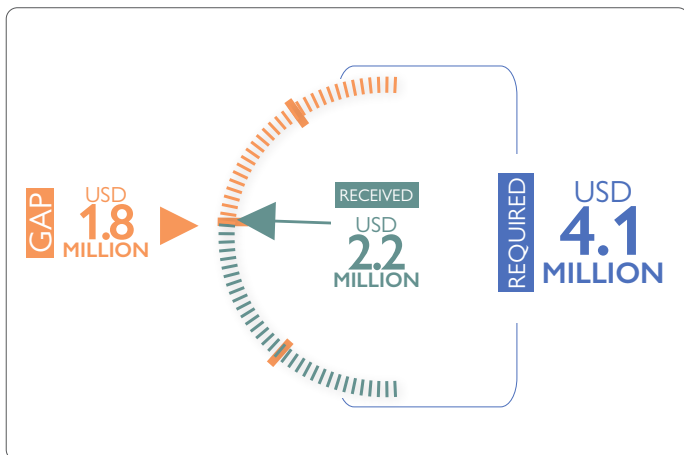 GAP
USD
1.8
MILLION
RECEIVED
USD
2.2
MILLION
REQUIRED
USD
4.1
MILLION